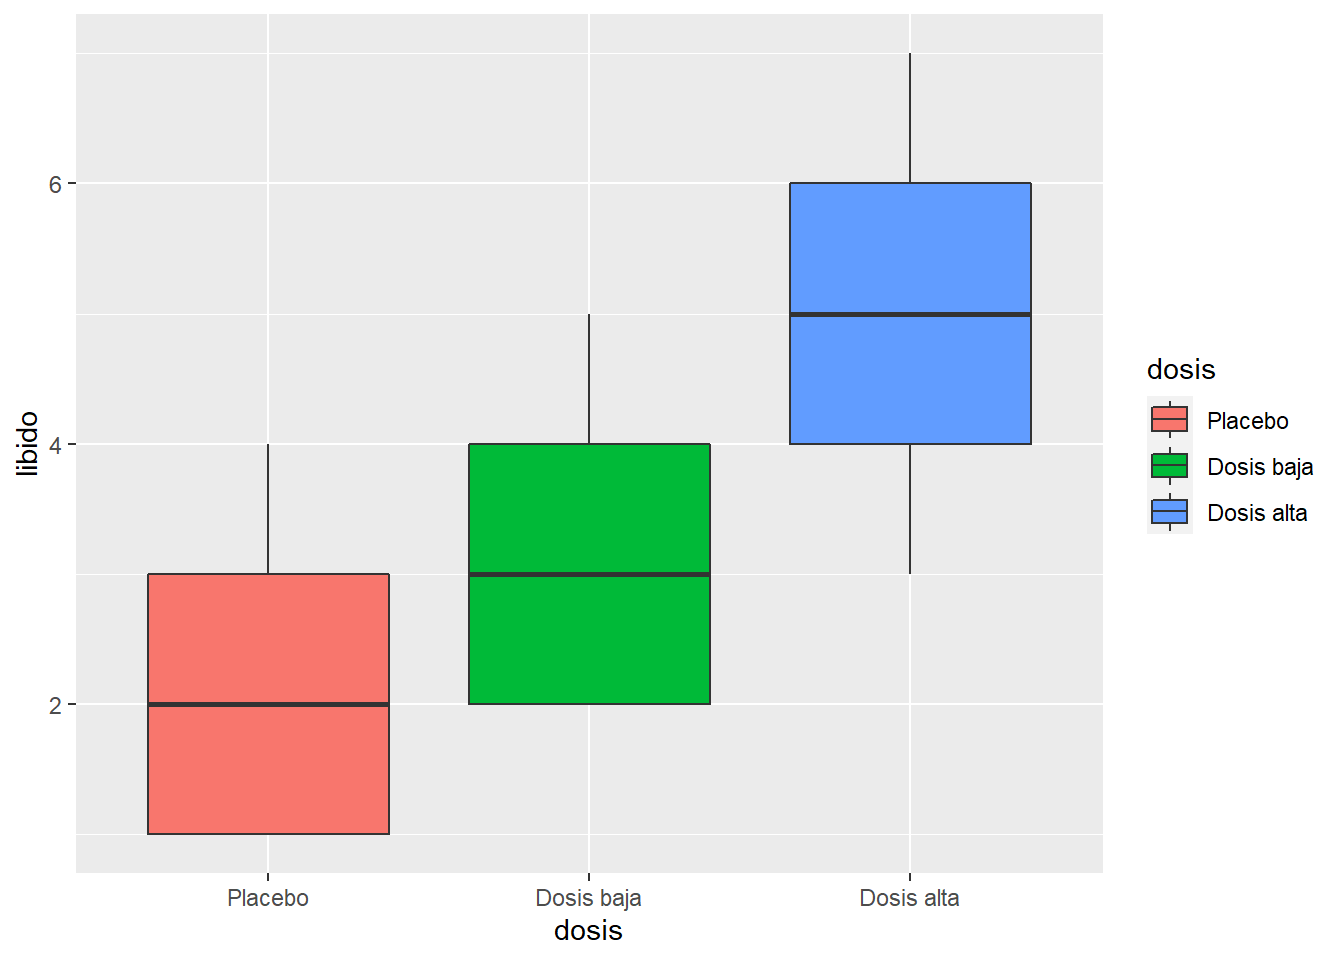 libido
6
4
2
Placebo
Dosis baja
Dosis alta
dosis
dosis
Placebo
Dosis baja
Dosis alta